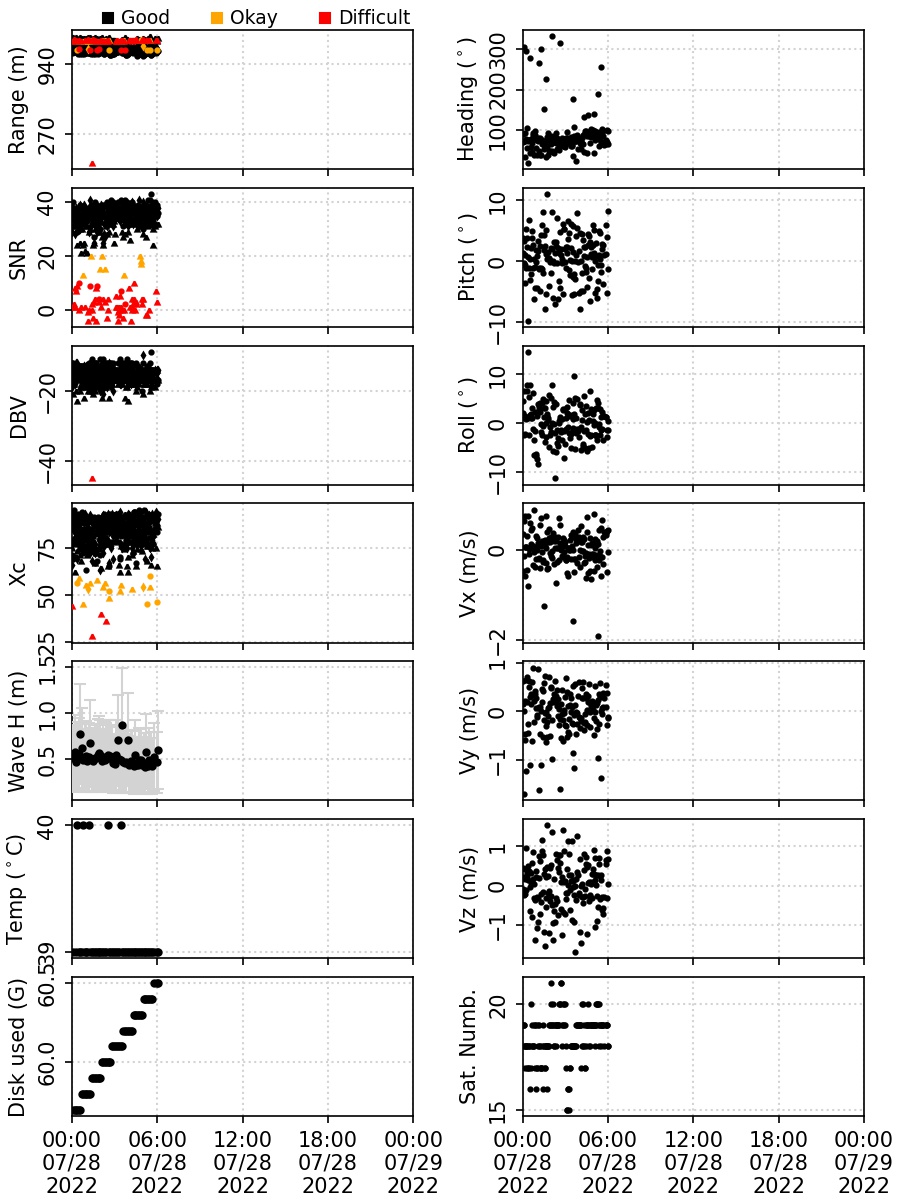 Good Okay Difficult
Range (m)
940
270
Heading (°)
300
200
100
SNR
40
20
0
Pitch (°)
10
0
−10
DBV
−20
−40
Roll (°)
10
0
−10
Xc
75
50
25
Vx (m/s)
0
−2
Wave H (m)
1.52
1.0
0.5
Vy (m/s)
1
0
−1
Temp (°C)
40
39
Vz (m/s)
1
0
−1
Disk used (G)
60.5
60.0
Sat. Numb.
20
15
00:00 06:00 12:00 18:00 00:00
07/28 07/28 07/28 07/28 07/29
2022 2022 2022 2022 2022
00:00 06:00 12:00 18:00 00:00
07/28 07/28 07/28 07/28 07/29
2022 2022 2022 2022 2022